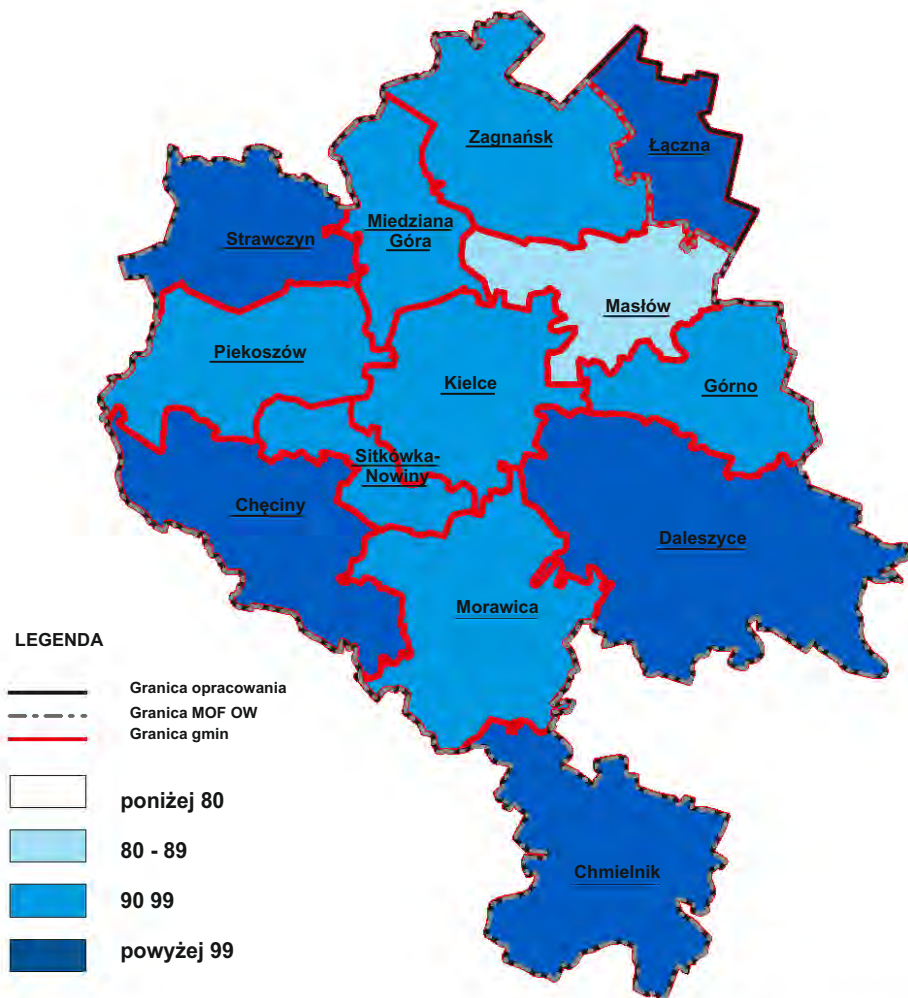 Zagnańsk
Łączna
Miedziana
Góra
Strawczyn
Masłów
Piekoszów
Kielce
Górno
Sitkówka-
Nowiny
Chęciny
Daleszyce
Morawica
Chmielnik
LEGENDA
Granica opracowania
Granica MOF OW
Granica gmin
poniżej 80
80 - 89
90 99
powyżej 99